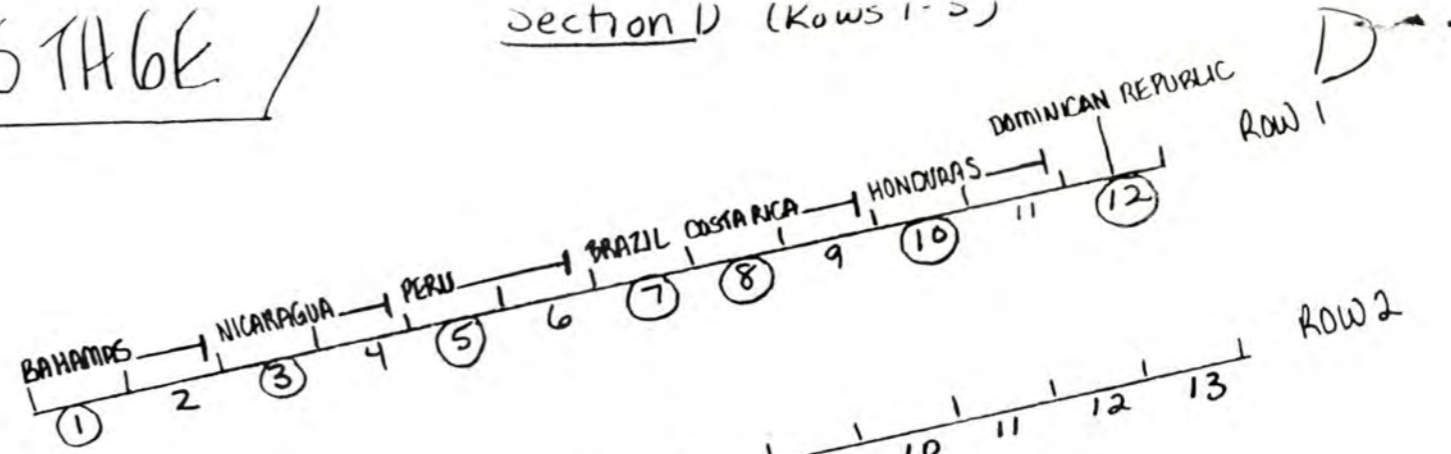 STAGE
Section D (Rows 1-5)
D
ROW 1
BAHAMAS NICARAGUA PERU BRAZIL COSTA RICA HONDURAS DOMINICAN REPUBLIC
1 2 3 4 5 6 7 8 9 10 11 12
ROW 2
10 11 12 13